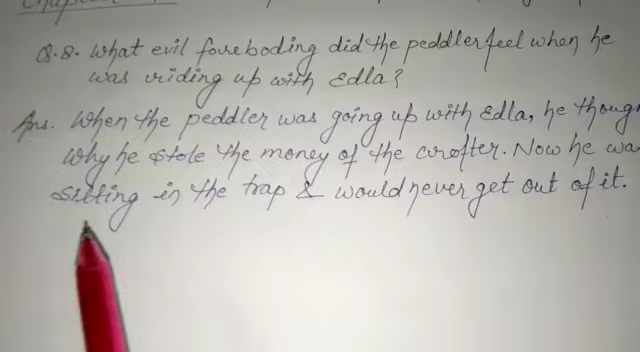 Q.8. What evil foreboding did the peddler feel when he
was riding up with Edla?
Ans. When the peddler was going up with Edla, he though
why he stole the money of the crofter. Now he wa
sitting in the trap & would never get out of it.